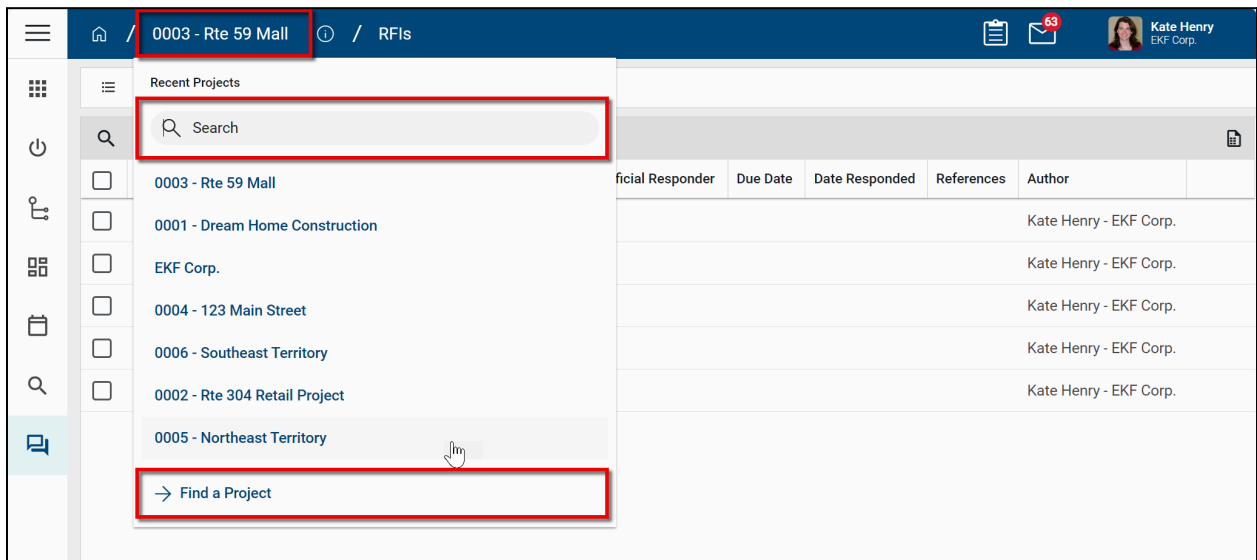 / 0003 - Rte 59 Mall / RFIs 63 Kate Henry
EKF Corp.
Recent Projects
Search
ficial Responder Due Date Date Responded References Author
0003 - Rte 59 Mall
Kate Henry - EKF Corp.
0001 - Dream Home Construction
Kate Henry - EKF Corp.
EKF Corp.
0004 - 123 Main Street
Kate Henry - EKF Corp.
0006 - Southeast Territory
Kate Henry - EKF Corp.
0002 - Rte 304 Retail Project
Kate Henry - EKF Corp.
0005 - Northeast Territory
Find a Project